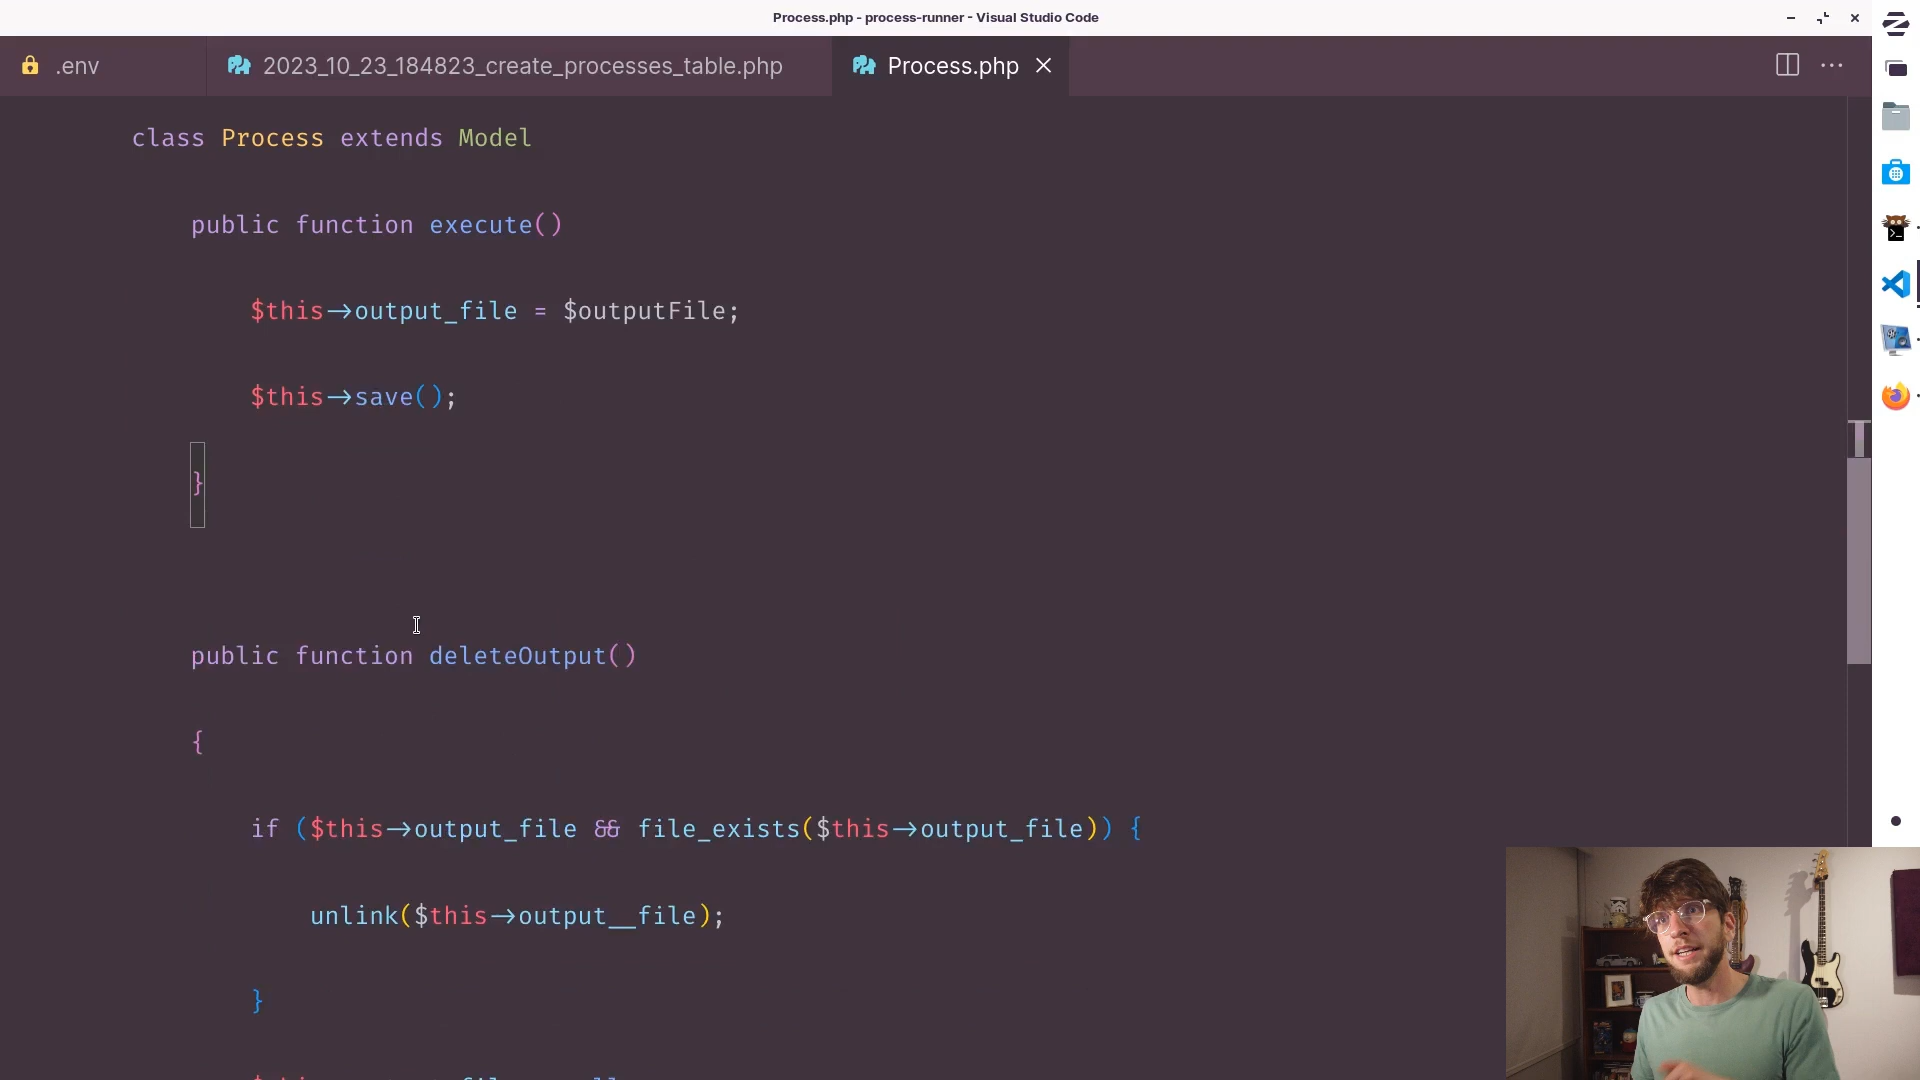 Process.php - process-runner - Visual Studio Code
.env
2023_10_23_184823_create_processes_table.php
Process.php
class Process extends Model
public function execute()
$this->output_file = $outputFile;
$this->save();
}
public function deleteOutput()
{
if ($this->output_file && file_exists($this->output_file)) {
unlink($this->output__file);
}